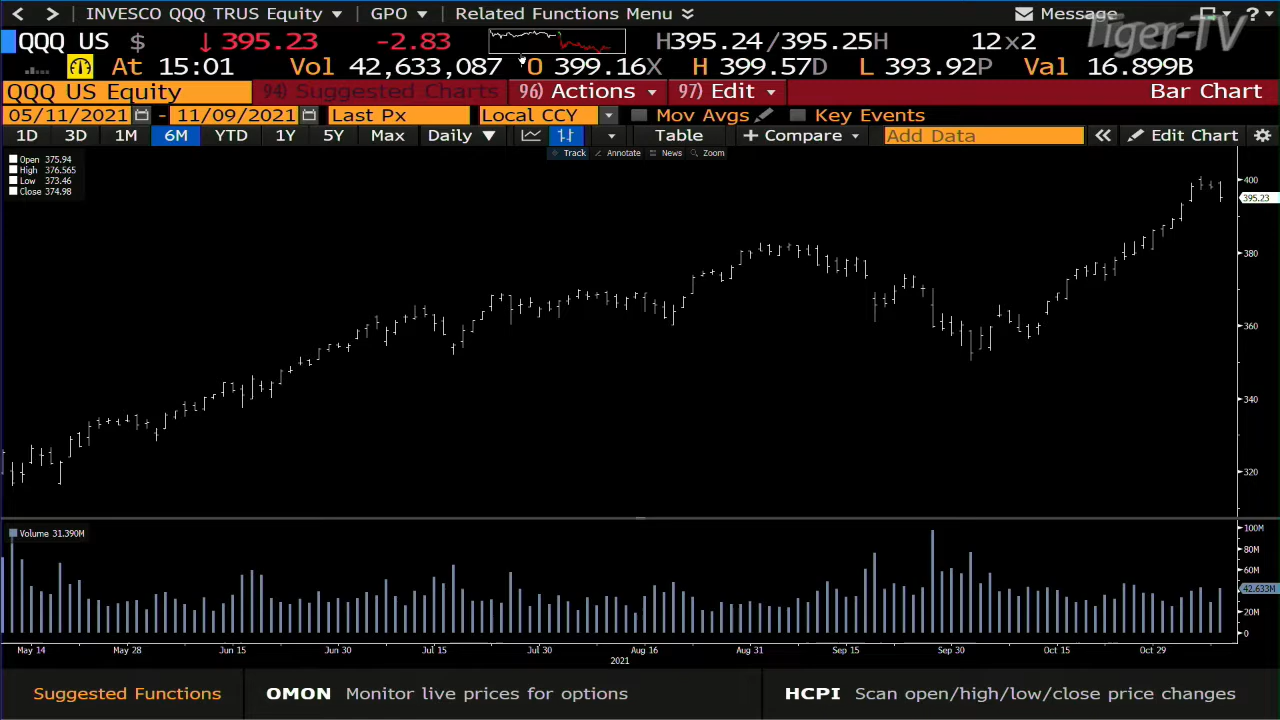 INVESCO QQQ TRUS Equity GPO Related Functions Menu Message ?
QQQ US $ ↓ 395.23 -2.83 H395.24 / 395.25H 12 x 2 Tiger-TV
At 15:01 Vol 42,633,087 O 399.16X H 399.57D L 393.92P Val 16.899B
QQQ US Equity 94) Suggested Charts 96) Actions 97) Edit Bar Chart
05/11/2021 - 11/09/2021 Last Px Local CCY Mov Avgs Key Events
1D 3D 1M 6M YTD 1Y 5Y Max Daily ▼ Table + Compare Add Data « Edit Chart
Track Annotate News Zoom
Open 375.94
High 376.565
Low 373.46
Close 374.98
400
395.23
380
360
340
320
Volume 31.390M
100M
80M
60M
42.633M
20M
0
May 14 May 28 Jun 15 Jun 30 Jul 15 Jul 30 Aug 16 Aug 31 Sep 15 Sep 30 Oct 15 Oct 29
2021
Suggested Functions OMON Monitor live prices for options HCPI Scan open/high/low/close price changes